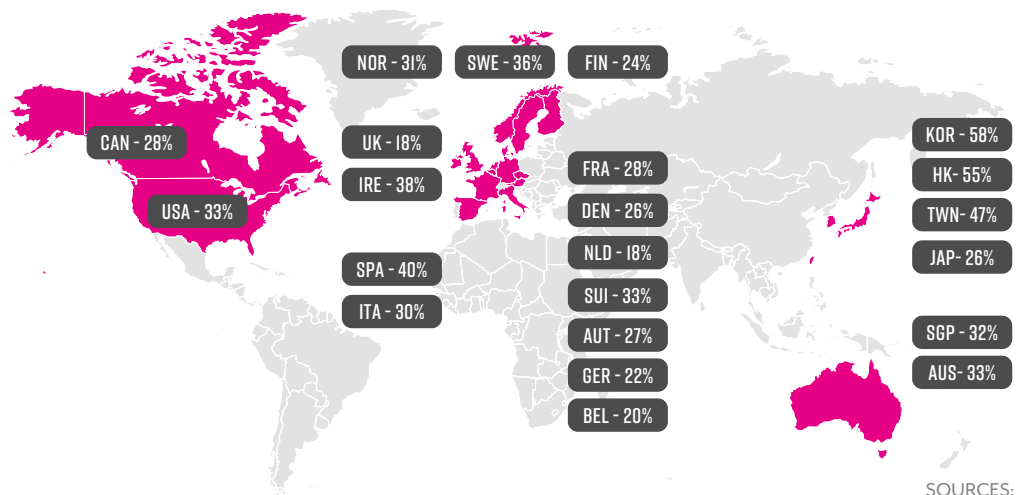 NOR - 31%
SWE - 36%
FIN - 24%
CAN - 28%
USA - 33%
UK - 18%
IRE - 38%
SPA - 40%
ITA - 30%
FRA - 28%
DEN - 26%
NLD - 18%
SUI - 33%
AUT - 27%
GER - 22%
BEL - 20%
KOR - 58%
HK- 55%
TWN- 47%
JAP- 26%
SGP - 32%
AUS- 33%
SOURCES: